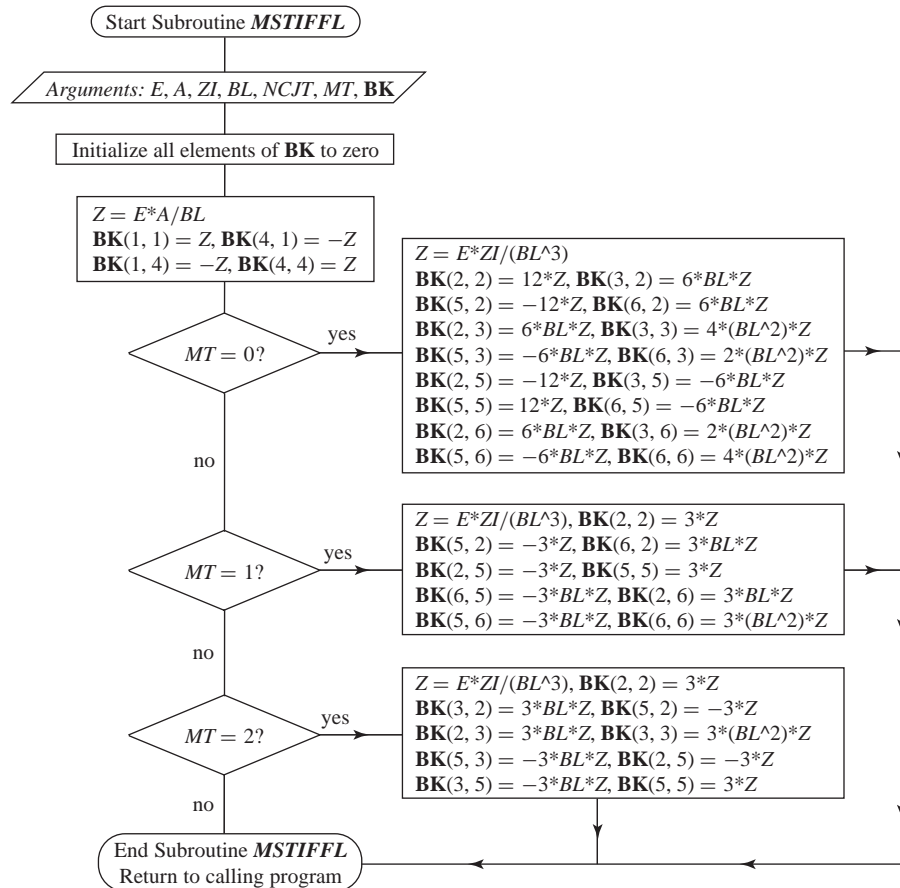 Start Subroutine MSTIFFL
Arguments: E, A, ZI, BL, NCJT, MT, BK
Initialize all elements of BK to zero
Z = E*A/BL
BK(1, 1) = Z, BK(4, 1) = −Z
BK(1, 4) = −Z, BK(4, 4) = Z
MT = 0?
yes
Z = E*ZI/(BL^3)
BK(2, 2) = 12*Z, BK(3, 2) = 6*BL*Z
BK(5, 2) = −12*Z, BK(6, 2) = 6*BL*Z
BK(2, 3) = 6*BL*Z, BK(3, 3) = 4*(BL^2)*Z
BK(5, 3) = −6*BL*Z, BK(6, 3) = 2*(BL^2)*Z
BK(2, 5) = −12*Z, BK(3, 5) = −6*BL*Z
BK(5, 5) = 12*Z, BK(6, 5) = −6*BL*Z
BK(2, 6) = 6*BL*Z, BK(3, 6) = 2*(BL^2)*Z
BK(5, 6) = −6*BL*Z, BK(6, 6) = 4*(BL^2)*Z
no
MT = 1?
yes
Z = E*ZI/(BL^3), BK(2, 2) = 3*Z
BK(5, 2) = −3*Z, BK(6, 2) = 3*BL*Z
BK(2, 5) = −3*Z, BK(5, 5) = 3*Z
BK(6, 5) = −3*BL*Z, BK(2, 6) = 3*BL*Z
BK(5, 6) = −3*BL*Z, BK(6, 6) = 3*(BL^2)*Z
no
MT = 2?
yes
Z = E*ZI/(BL^3), BK(2, 2) = 3*Z
BK(3, 2) = 3*BL*Z, BK(5, 2) = −3*Z
BK(2, 3) = 3*BL*Z, BK(3, 3) = 3*(BL^2)*Z
BK(5, 3) = −3*BL*Z, BK(2, 5) = −3*Z
BK(3, 5) = −3*BL*Z, BK(5, 5) = 3*Z
no
End Subroutine MSTIFFL
Return to calling program